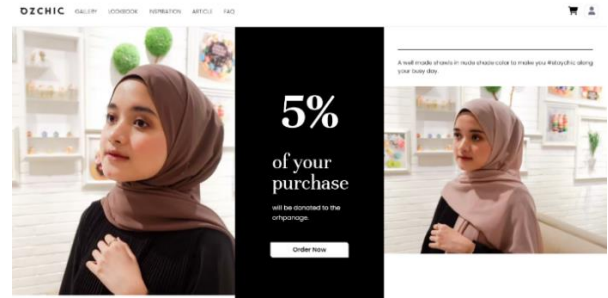 OZCHIC GALLERY LOOKBOOK INSPIRATION ARTICLE FAQ
5%
of your
purchase
will be donated to the
orhpanage.
Order Now
A well made shawls in nude shade color to make you #staychic along
your busy day.